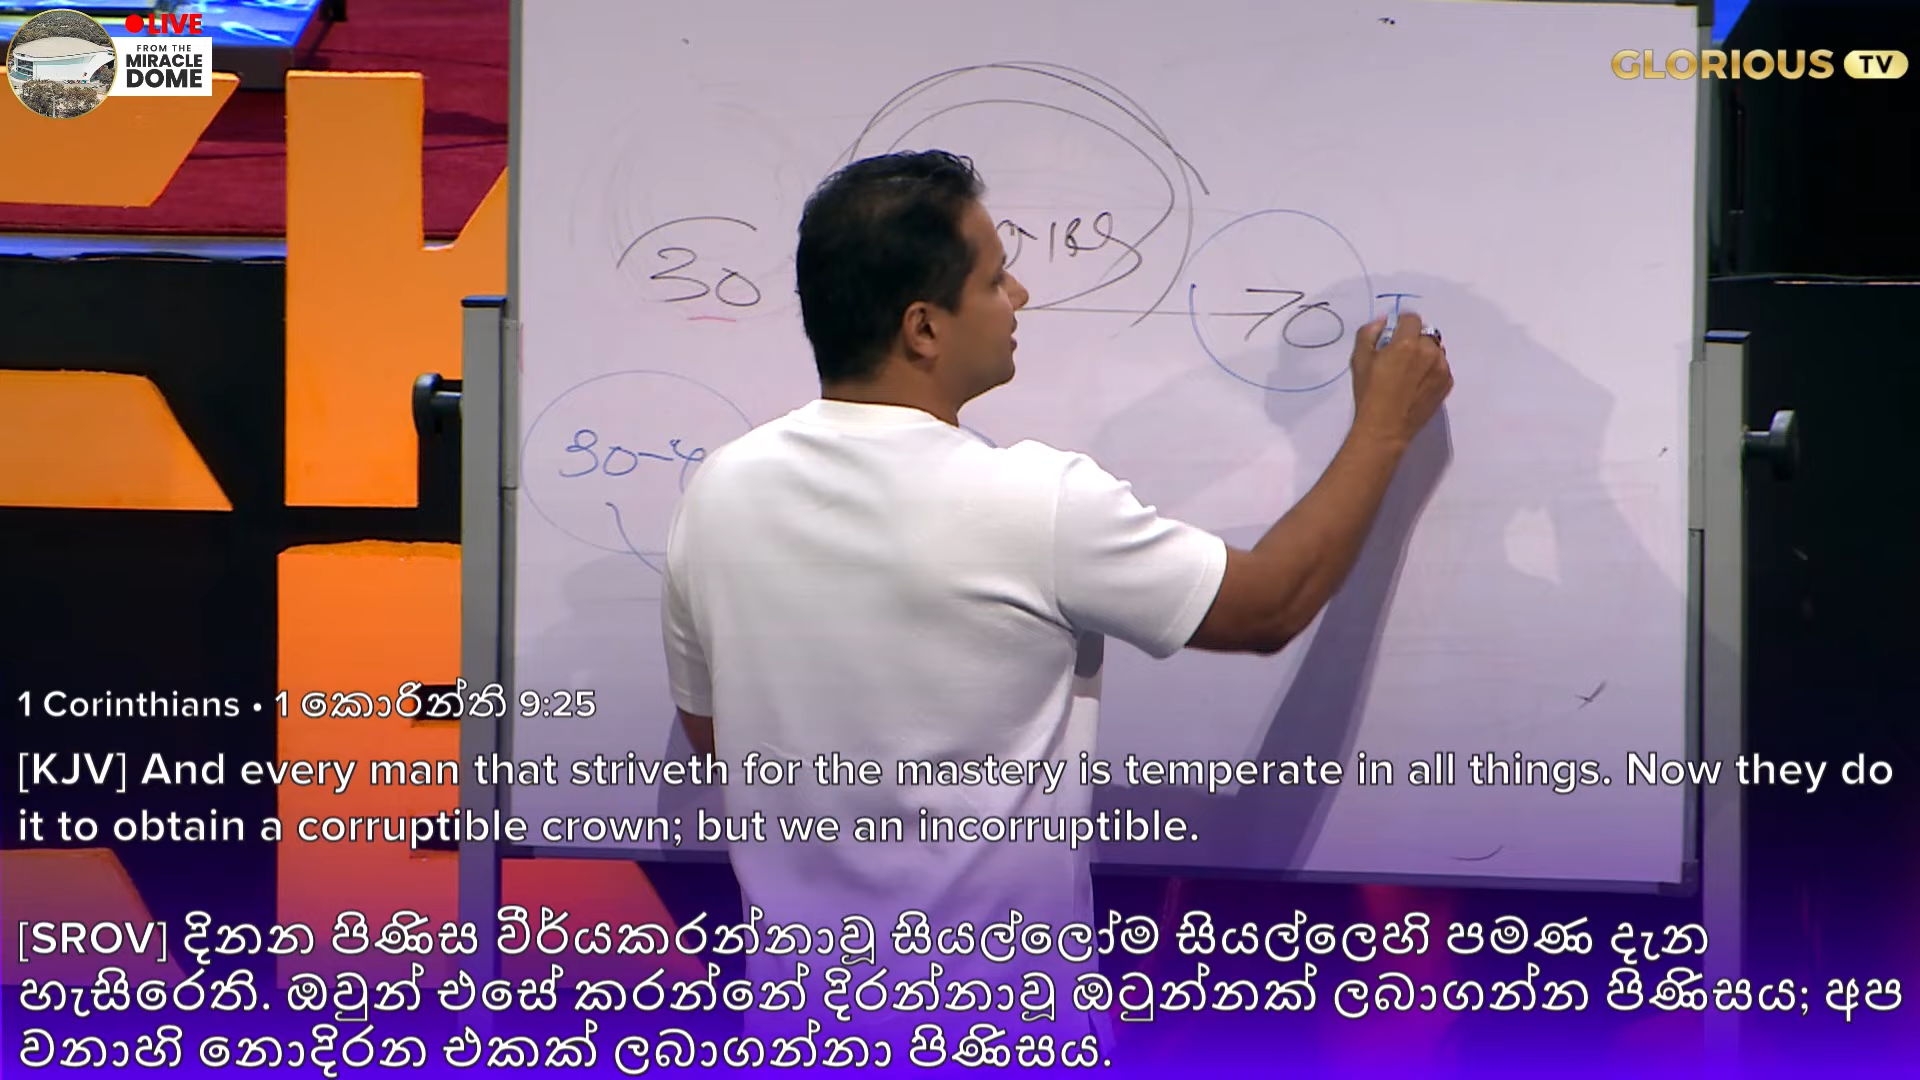 LIVE
FROM THE
MIRACLE
DOME
GLORIOUS TV
30
70
30-4
1 Corinthians • 1 කොරින්ති 9:25
[KJV] And every man that striveth for the mastery is temperate in all things. Now they do
it to obtain a corruptible crown; but we an incorruptible.
[SROV] දිනන පිණිස වීර්යකරන්නාවූ සියල්ලෝම සියල්ලෙහි පමණ දැන
හැසිරෙති. ඔවුන් එසේ කරන්නේ දිරන්නාවූ ඔටුන්නක් ලබාගන්න පිණිසය; අප
වනාහි නොදිරන එකක් ලබාගන්නා පිණිසය.